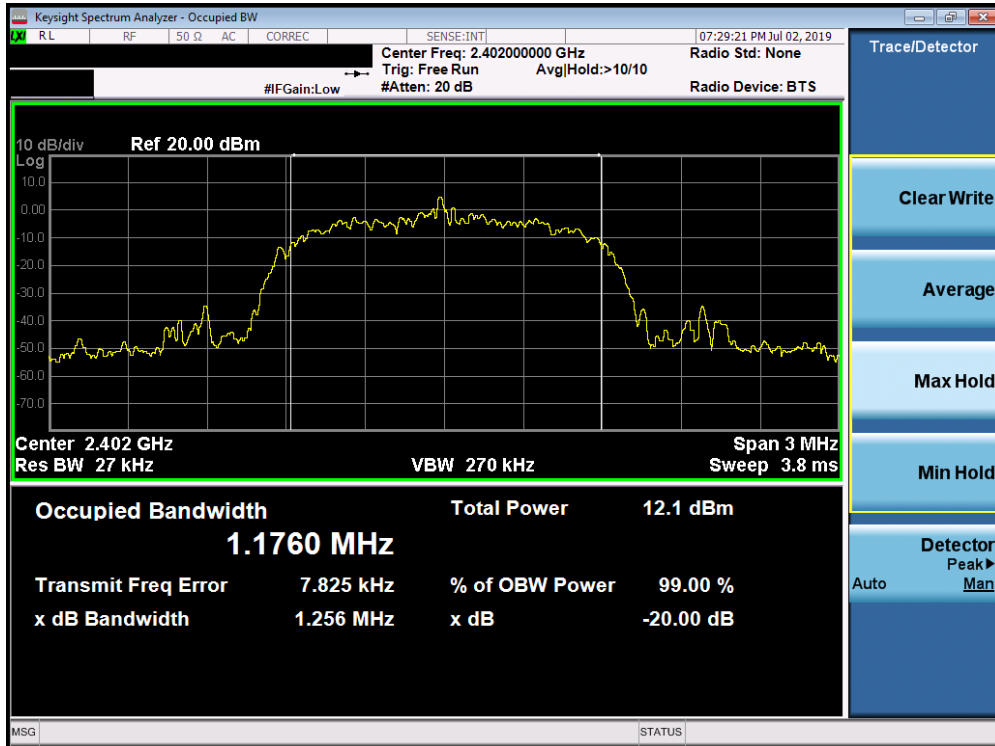 Keysight Spectrum Analyzer - Occupied BW
LXI RL RF 50 Ω AC CORREC SENSE:INT 07:29:21 PM Jul 02, 2019
Center Freq: 2.402000000 GHz Radio Std: None
Trig: Free Run Avg|Hold:>10/10
#IFGain:Low #Atten: 20 dB Radio Device: BTS
10 dB/div Ref 20.00 dBm
Log
10.0
0.00
-10.0
-20.0
-30.0
-40.0
-50.0
-60.0
-70.0
Center 2.402 GHz Span 3 MHz
Res BW 27 kHz VBW 270 kHz Sweep 3.8 ms
Occupied Bandwidth Total Power 12.1 dBm
1.1760 MHz
Transmit Freq Error 7.825 kHz % of OBW Power 99.00 %
x dB Bandwidth 1.256 MHz x dB -20.00 dB
MSG STATUS
Trace/Detector
Clear Write
Average
Max Hold
Min Hold
Detector
Peak▶
Auto Man